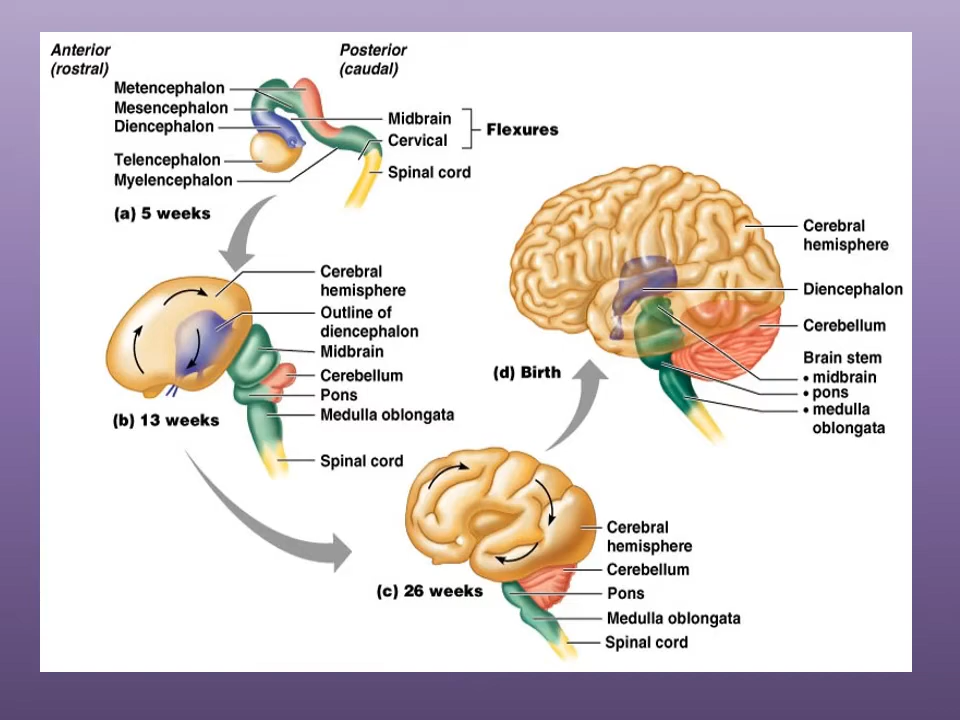 Anterior
(rostral)
Posterior
(caudal)
Metencephalon
Mesencephalon
Diencephalon
Telencephalon
Myelencephalon
Midbrain
Cervical
Flexures
Spinal cord
(a) 5 weeks
Cerebral
hemisphere
Outline of
diencephalon
Midbrain
Cerebellum
Pons
Medulla oblongata
Spinal cord
(b) 13 weeks
Cerebral
hemisphere
Cerebellum
Pons
Medulla oblongata
Spinal cord
(c) 26 weeks
Cerebral
hemisphere
Diencephalon
Cerebellum
Brain stem
• midbrain
• pons
• medulla
oblongata
(d) Birth